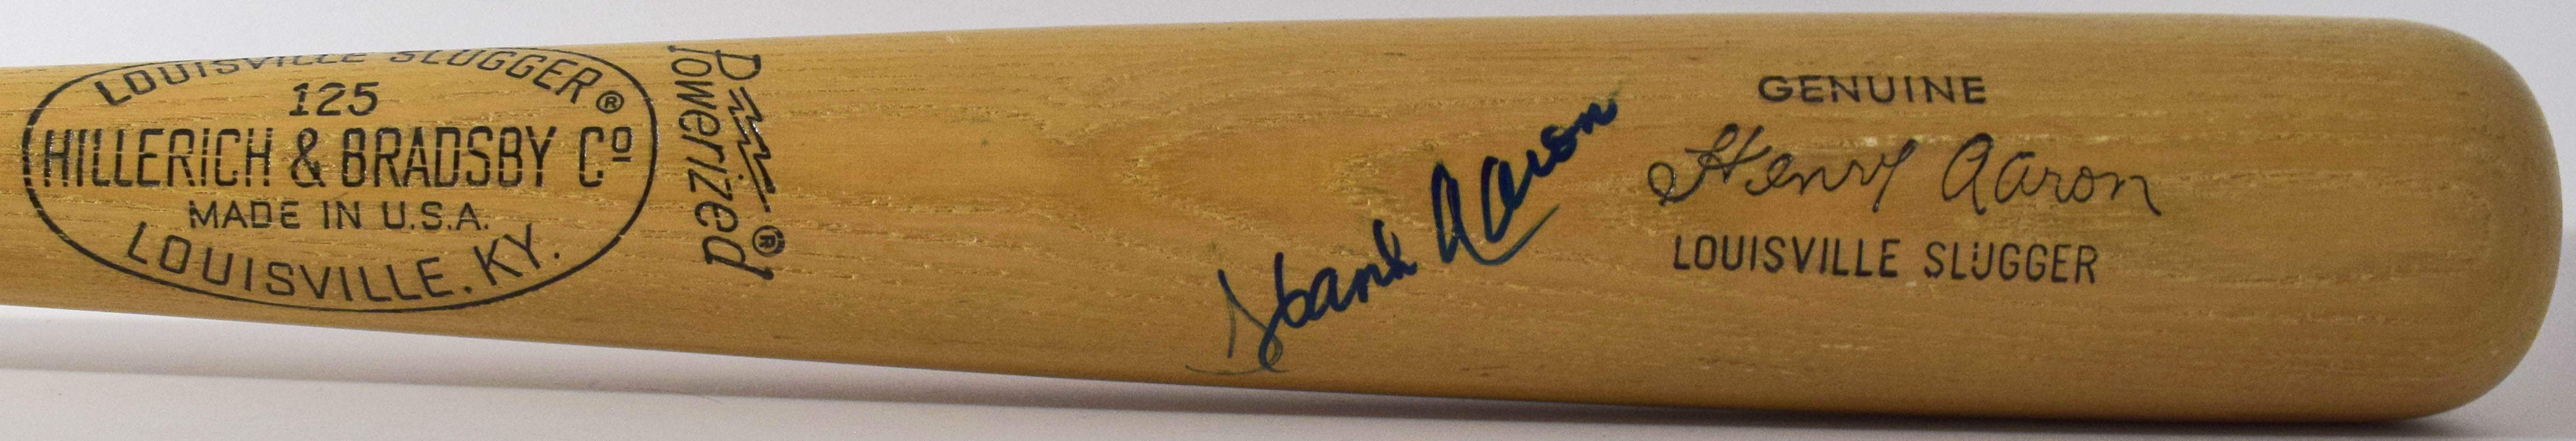 LOUISVILLE SLUGGER®
125
HILLERICH & BRADSBY Cº
MADE IN U.S.A.
LOUISVILLE, KY.
Powerized®
Hank Aaron
GENUINE
Henry Aaron
LOUISVILLE SLUGGER